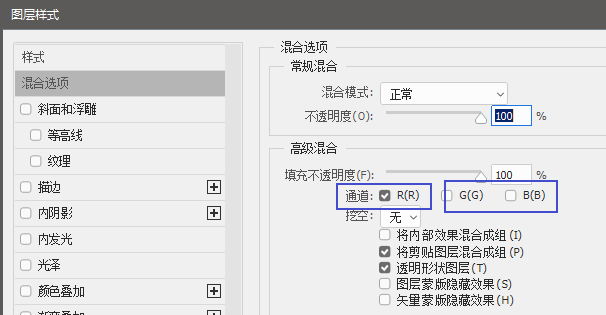 图层样式
样式
混合选项
斜面和浮雕
等高线
纹理
描边
内阴影
内发光
光泽
颜色叠加
渐变叠加
混合选项
常规混合
混合模式: 正常
不透明度(O): 100 %
高级混合
填充不透明度(F): 100 %
通道: R(R) G(G) B(B)
挖空: 无
将内部效果混合成组(I)
将剪贴图层混合成组(P)
透明形状图层(T)
图层蒙版隐藏效果(S)
矢量蒙版隐藏效果(H)